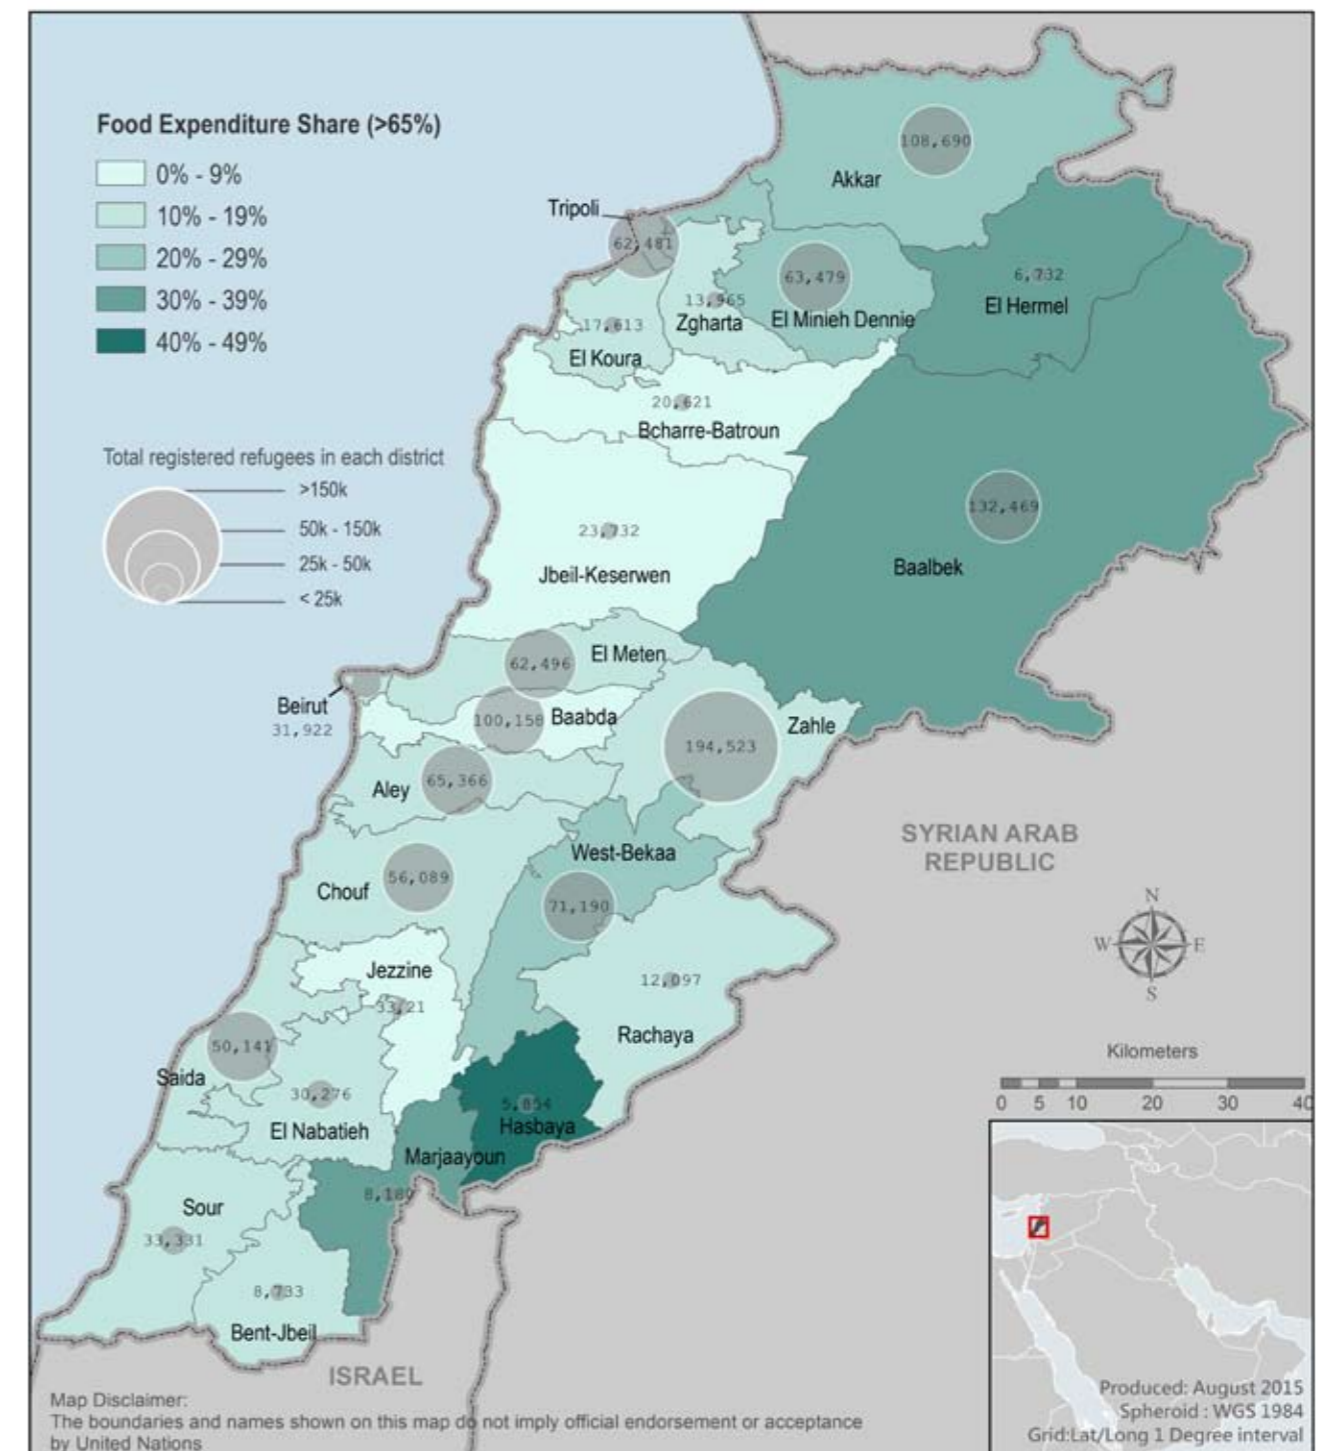 Food Expenditure Share (>65%)
0% - 9%
10% - 19%
20% - 29%
30% - 39%
40% - 49%
Total registered refugees in each district
>150k
50k - 150k
25k - 50k
< 25k
108,690
Akkar
Tripoli
62,481
63,479
El Minieh Dennie
6,732
El Hermel
13,965
Zgharta
17,613
El Koura
20,621
Bcharre-Batroun
23,732
Jbeil-Keserwen
132,469
Baalbek
62,496
El Meten
Beirut
31,922
100,158
Baabda
194,523
Zahle
Aley
65,366
SYRIAN ARAB
REPUBLIC
West-Bekaa
71,190
Chouf
56,089
Jezzine
12,097
Rachaya
50,141
Saida
30,276
El Nabatieh
5,854
Hasbaya
Marjaayoun
Sour
33,331
8,733
Bent-Jbeil
ISRAEL
N
W
E
S
Kilometers
0 5 10 20 30 40
Map Disclaimer:
The boundaries and names shown on this map do not imply official endorsement or acceptance
by United Nations
Produced: August 2015
Spheroid : WGS 1984
Grid:Lat/Long 1 Degree interval